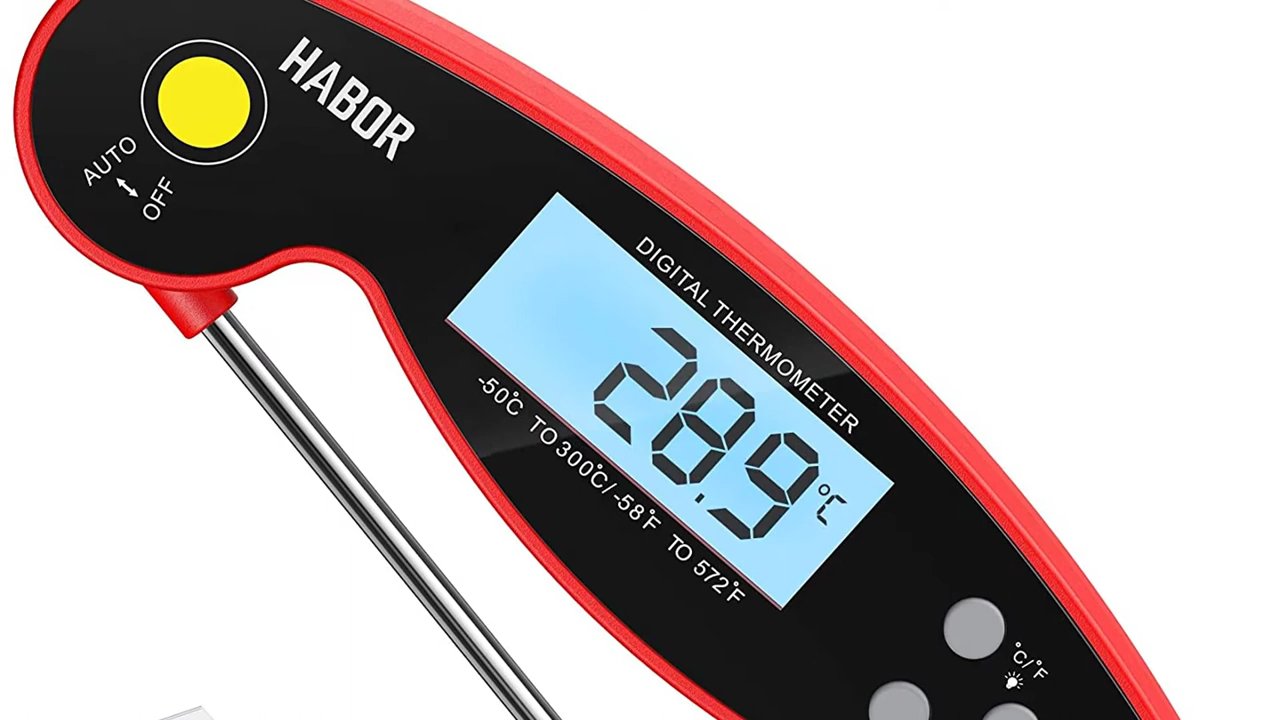 HABOR
AUTO
OFF
DIGITAL THERMOMETER
28.9 °C
-50°C TO 300°C/-58°F TO 572°F
°C/°F